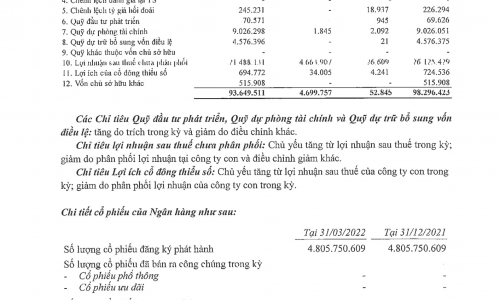 5. Chênh lệch tỷ giá hối đoái 245.231 - 18.937 226.294
6. Quỹ đầu tư phát triển 70.571 945 69.626
7. Quỹ dự phòng tài chính 9.026.298 1.845 2.092 9.026.051
8. Quỹ dự trữ bổ sung vốn điều lệ 4.576.396 - 21 4.576.375
9. Quỹ khác thuộc vốn chủ sở hữu - - - -
10. Lợi nhuận sau thuế chưa phân phối 21.488.131 4.663.907 26.609 26.125.429
11. Lợi ích của cổ đông thiểu số 694.772 34.005 4.241 724.536
12. Vốn chủ sở hữu khác 515.908 - - 515.908
93.649.511 4.699.757 52.845 98.296.423
Các Chỉ tiêu Quỹ đầu tư phát triển, Quỹ dự phòng tài chính và Quỹ dự trữ bổ sung vốn
điều lệ: tăng do trích trong kỳ và giảm do điều chỉnh khác.
Chỉ tiêu lợi nhuận sau thuế chưa phân phối: Chủ yếu tăng từ lợi nhuận sau thuế trong kỳ;
giảm do phân phối lợi nhuận tại công ty con và điều chỉnh giảm khác.
Chỉ tiêu Lợi ích cổ đông thiểu số: Chủ yếu tăng từ lợi nhuận sau thuế của công ty con trong
kỳ; giảm do phân phối lợi nhuận của công ty con trong kỳ.
Chi tiết cổ phiếu của Ngân hàng như sau:
Tại 31/03/2022 Tại 31/12/2021
Số lượng cổ phiếu đăng ký phát hành 4.805.750.609 4.805.750.609
Số lượng cổ phiếu đã bán ra công chúng trong kỳ
- Cổ phiếu phổ thông - -
- Cổ phiếu ưu đãi - -